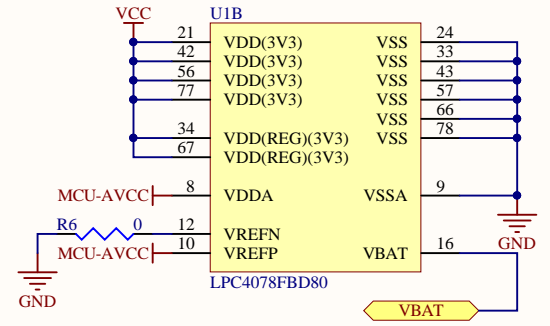 VCC U1B
21 VDD(3V3) VSS 24
42 VDD(3V3) VSS 33
56 VDD(3V3) VSS 43
77 VDD(3V3) VSS 57
VSS 66
34 VDD(REG)(3V3) VSS 78
67 VDD(REG)(3V3)
MCU-AVCC 8 VDDA VSSA 9
R6 0 12 VREFN
MCU-AVCC 10 VREFP VBAT 16
GND
LPC4078FBD80
GND
VBAT